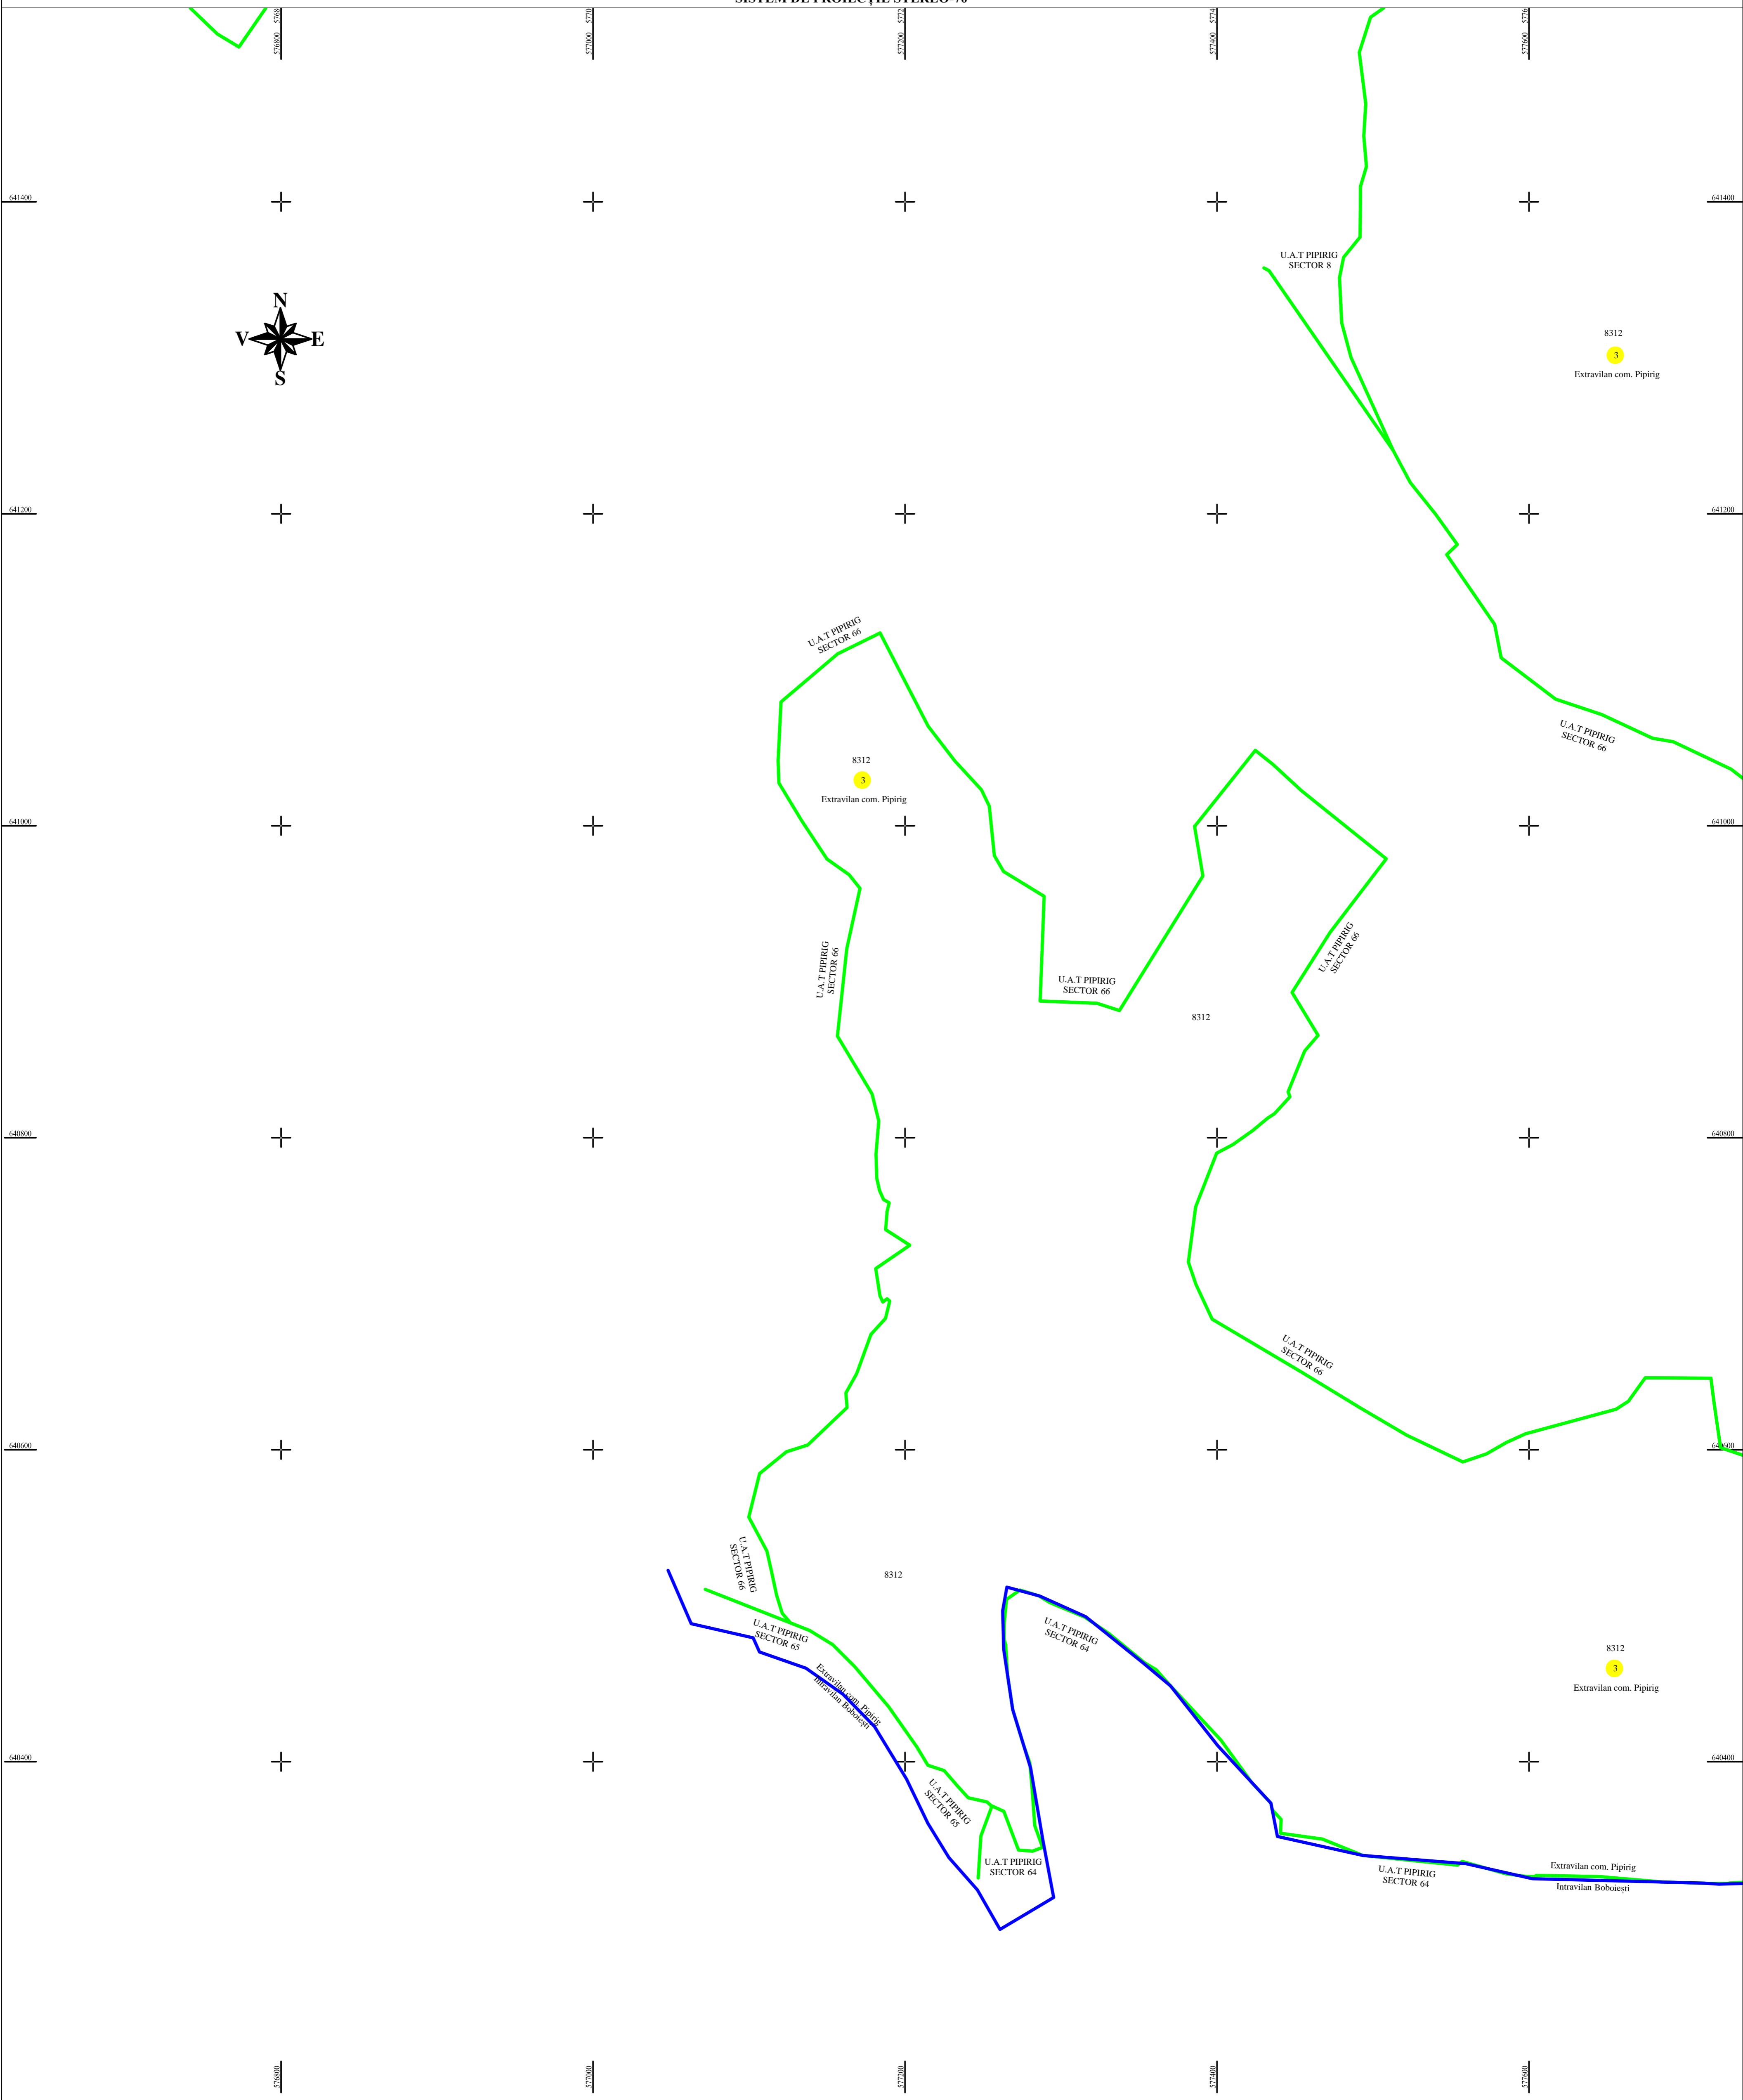 SISTEM DE PROIECȚIE STEREO-70
576800
577000
577200
577400
577600
641400
641400
U.A.T PIPIRIG
SECTOR 8
N
V E
S
8312
3
Extravilan com. Pipirig
641200
641200
U.A.T PIPIRIG
SECTOR 66
U.A.T PIPIRIG
SECTOR 66
8312
3
Extravilan com. Pipirig
641000
641000
U.A.T PIPIRIG
SECTOR 66
U.A.T PIPIRIG
SECTOR 66
U.A.T PIPIRIG
SECTOR 66
8312
640800
640800
U.A.T PIPIRIG
SECTOR 66
640600
640600
U.A.T PIPIRIG
SECTOR 66
8312
U.A.T PIPIRIG
SECTOR 65
U.A.T PIPIRIG
SECTOR 64
8312
3
Extravilan com. Pipirig
Extravilan com. Pipirig
Intravilan Boboiești
640400
640400
U.A.T PIPIRIG
SECTOR 65
U.A.T PIPIRIG
SECTOR 64
U.A.T PIPIRIG
SECTOR 64
Extravilan com. Pipirig
Intravilan Boboiești
576800
577000
577200
577400
577600